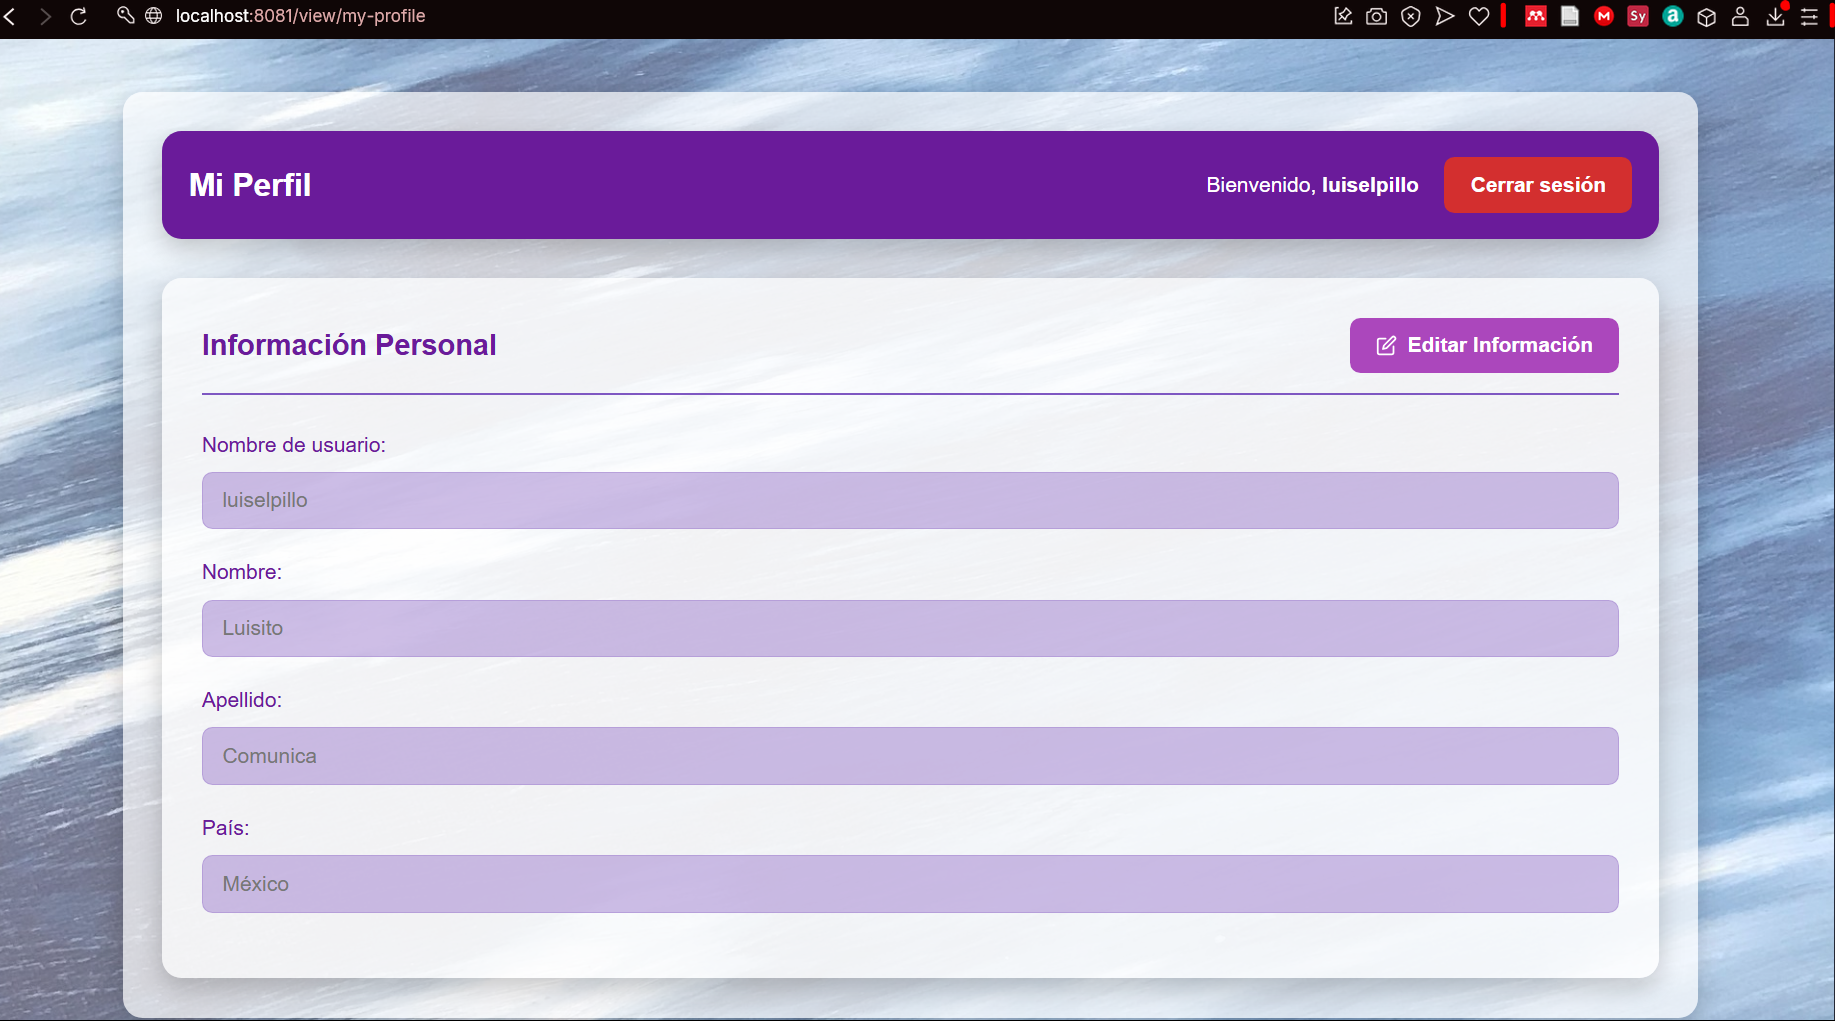 localhost:8081/view/my-profile
Sy
Mi Perfil
Bienvenido, luiselpillo
Cerrar sesión
Información Personal
Editar Información
Nombre de usuario:
luiselpillo
Nombre:
Luisito
Apellido:
Comunica
País:
México